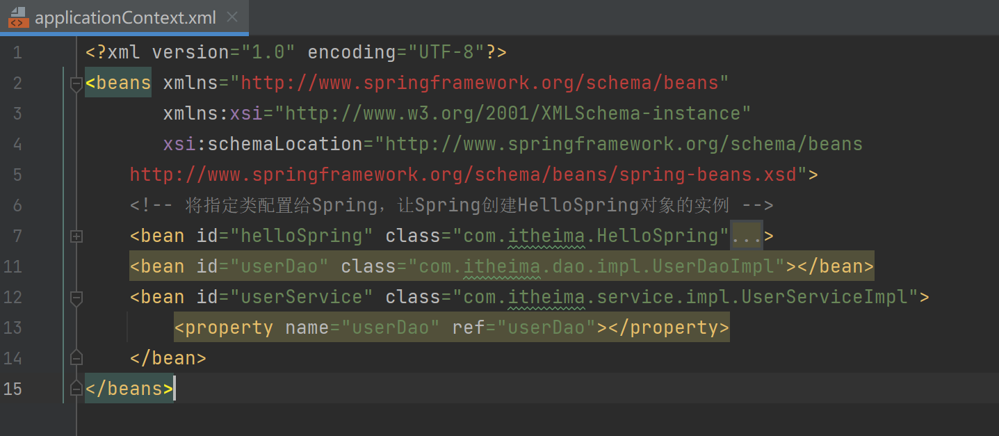 applicationContext.xml
1 <?xml version="1.0" encoding="UTF-8"?>
2 <beans xmlns="http://www.springframework.org/schema/beans"
3 xmlns:xsi="http://www.w3.org/2001/XMLSchema-instance"
4 xsi:schemaLocation="http://www.springframework.org/schema/beans
5 http://www.springframework.org/schema/beans/spring-beans.xsd">
6 <!-- 将指定类配置给Spring，让Spring创建HelloSpring对象的实例 -->
7 <bean id="helloSpring" class="com.itheima.HelloSpring"...>
11 <bean id="userDao" class="com.itheima.dao.impl.UserDaoImpl"></bean>
12 <bean id="userService" class="com.itheima.service.impl.UserServiceImpl">
13 <property name="userDao" ref="userDao"></property>
14 </bean>
15 </beans>